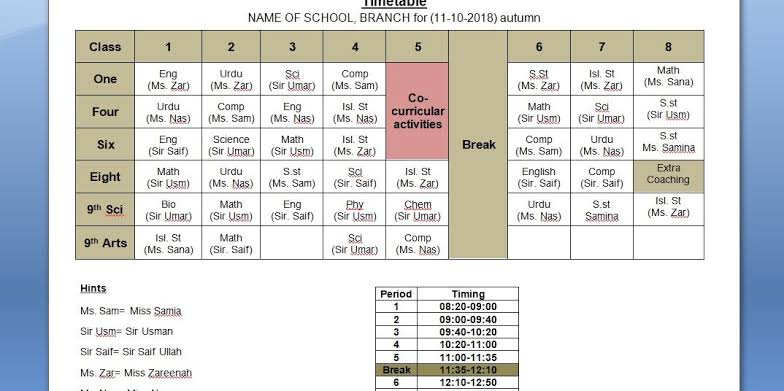 Timetable
NAME OF SCHOOL, BRANCH for (11-10-2018) autumn
Class 1 2 3 4 5 Break 6 7 8
One Eng (Ms. Zar) Urdu (Ms. Zar) Sci (Sir Umar) Comp (Ms. Sam) Co-curricular activities S.St (Ms. Zar) Isl. St (Ms. Zar) Math (Ms. Sana)
Four Urdu (Ms. Nas) Comp (Ms. Sam) Eng (Ms. Nas) Isl. St (Ms. Nas) Math (Sir Usm) Sci (Sir Umar) S.st (Sir Usm)
Six Eng (Sir Saif) Science (Sir Umar) Math (Sir Usm) Isl. St (Ms. Zar) Comp (Ms. Sam) Urdu (Ms. Nas) S.st Ms. Samina
Eight Math (Sir Usm) Urdu (Ms. Nas) S.st (Ms. Sam) Sci (Sir. Saif) Isl. St (Ms. Zar) English (Sir. Saif) Comp (Sir. Saif) Extra Coaching
9th Sci Bio (Sir Umar) Math (Sir Usm) Eng (Sir. Saif) Phy (Sir Usm) Chem (Sir Umar) Urdu (Ms. Nas) S.st Samina Isl. St (Ms. Zar)
9th Arts Isl. St (Ms. Sana) Math (Sir. Saif) Sci (Sir Umar) Comp (Ms. Nas)
Hints
Ms. Sam= Miss Samia
Sir Usm= Sir Usman
Sir Saif= Sir Saif Ullah
Ms. Zar= Miss Zareenah
Period Timing
1 08:20-09:00
2 09:00-09:40
3 09:40-10:20
4 10:20-11:00
5 11:00-11:35
Break 11:35-12:10
6 12:10-12:50